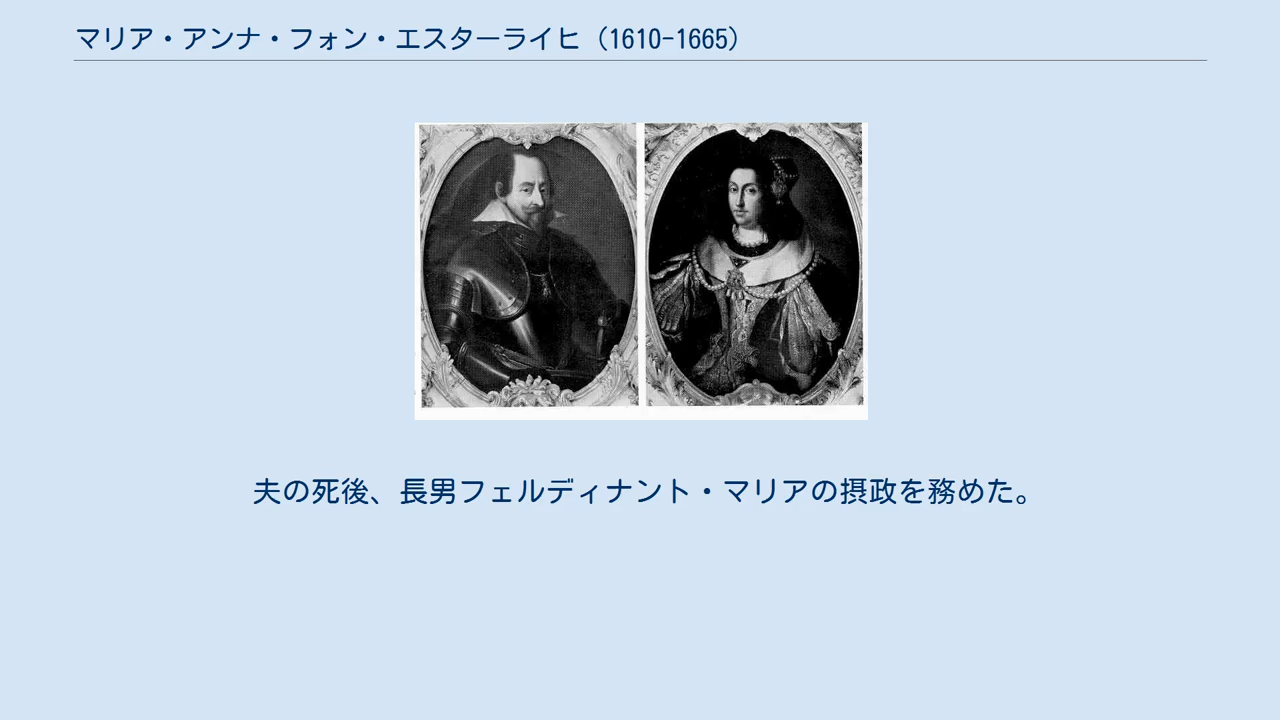 マリア・アンナ・フォン・エスターライヒ（1610-1665）
夫の死後、長男フェルディナント・マリアの摂政を務めた。